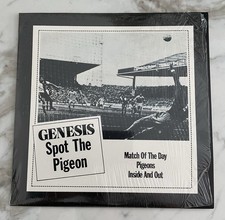 GENESIS
Spot The
Pigeon
Match Of The Day
Pigeons
Inside And Out